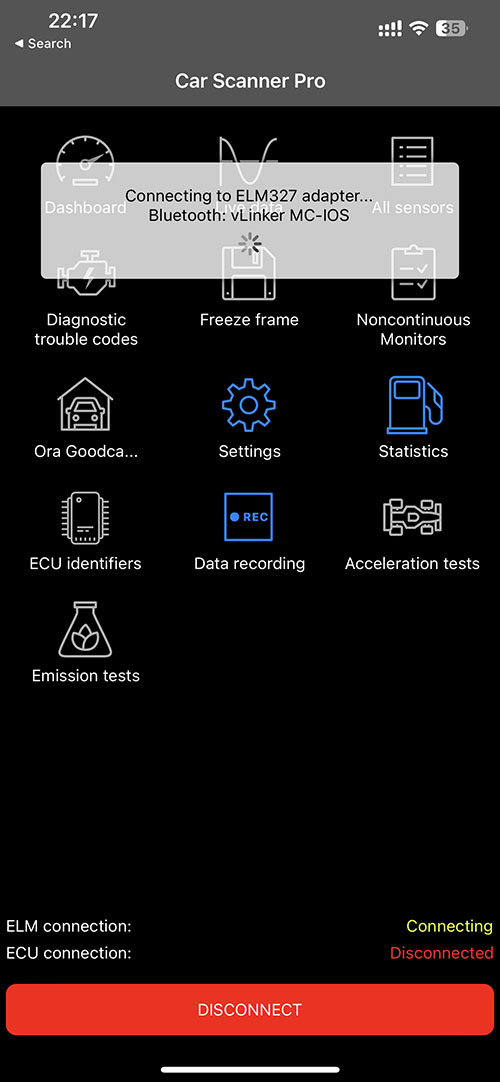 22:17
35
◀ Search
Car Scanner Pro
Connecting to ELM327 adapter...
Bluetooth: vLinker MC-IOS
Dashboard
Live data
All sensors
Diagnostic
trouble codes
Freeze frame
Noncontinuous
Monitors
Ora Goodca...
Settings
Statistics
REC
ECU identifiers
Data recording
Acceleration tests
D
Emission tests
ELM connection:
Connecting
ECU connection:
Disconnected
DISCONNECT